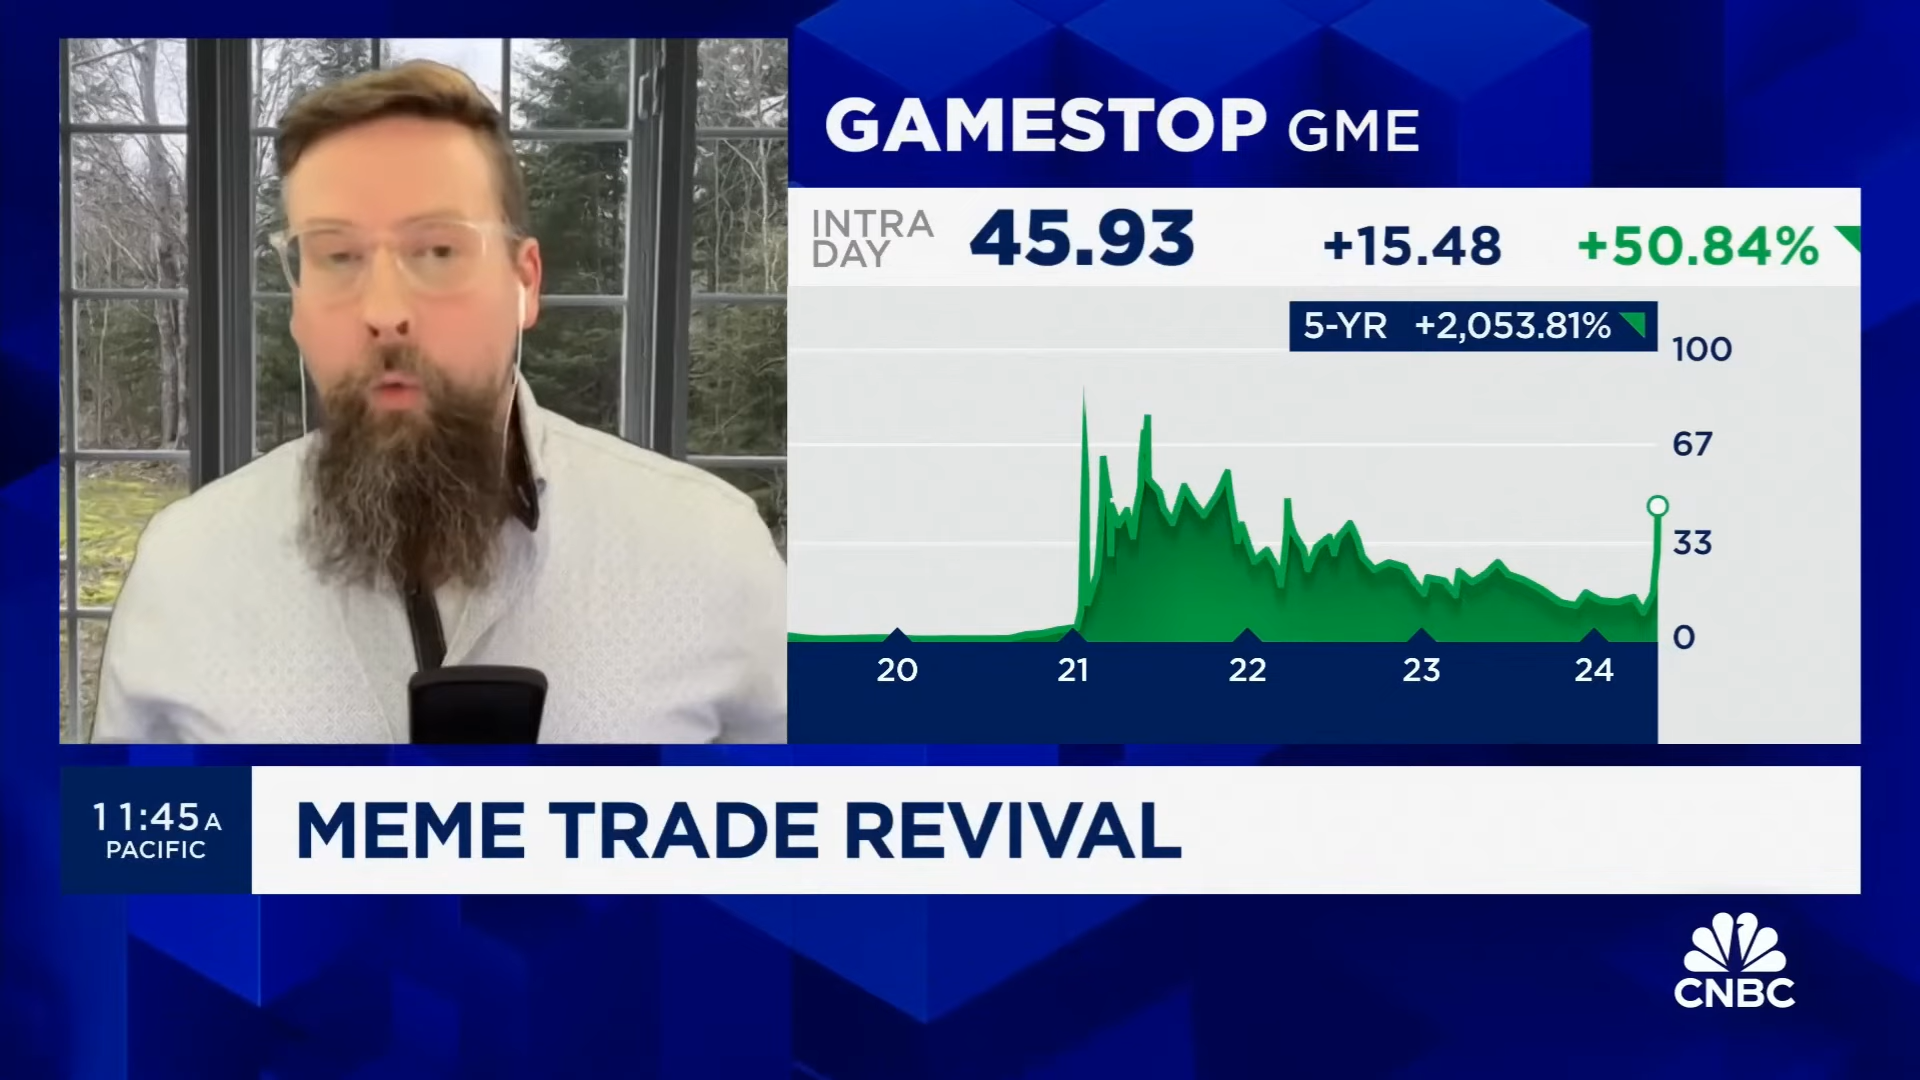 GAMESTOP GME
INTRA
DAY
45.93 +15.48 +50.84%
5-YR +2,053.81%
100
67
33
0
20 21 22 23 24
11:45A
PACIFIC
MEME TRADE REVIVAL
CNBC